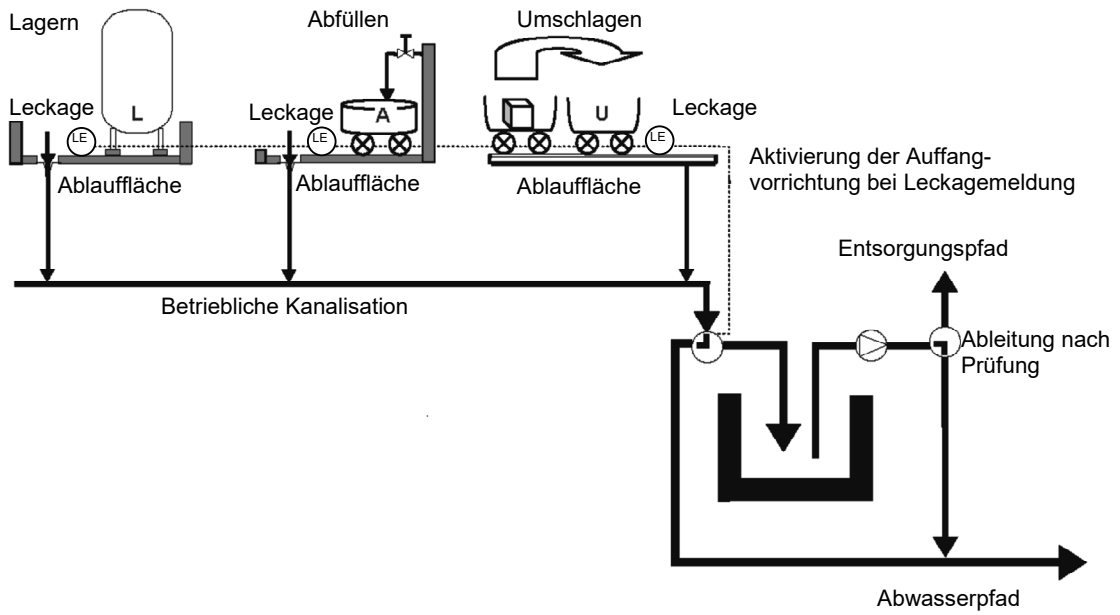 Lagern
Abfüllen
Umschlagen
Leckage
L
LE
Leckage
A
LE
U
Leckage
LE
Ablauffläche
Ablauffläche
Ablauffläche
Aktivierung der Auffang-
vorrichtung bei Leckagemeldung
Betriebliche Kanalisation
Entsorgungspfad
Ableitung nach
Prüfung
Abwasserpfad